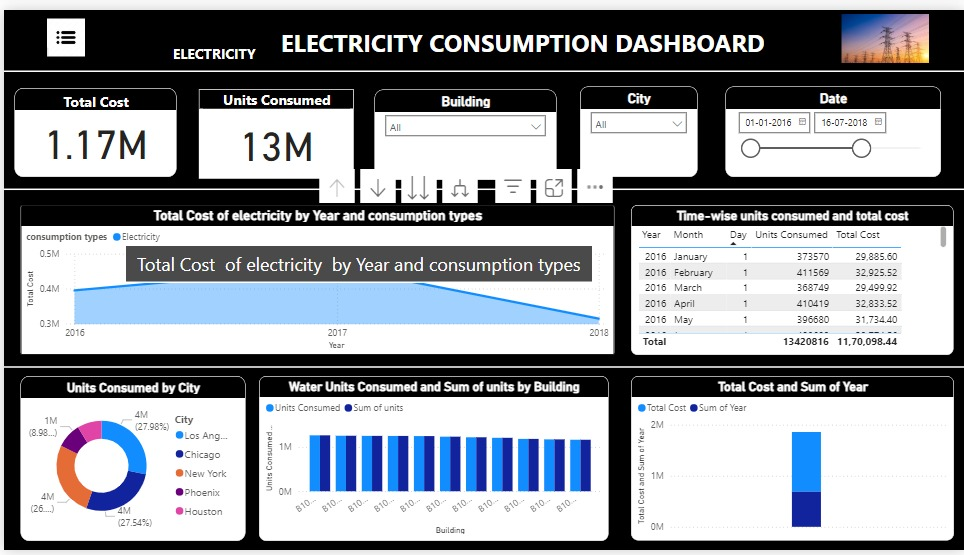 ELECTRICITY
ELECTRICITY CONSUMPTION DASHBOARD
Total Cost
1.17M
Units Consumed
13M
Building
All
City
All
Date
01-01-2016
16-07-2018
Total Cost of electricity by Year and consumption types
consumption types Electricity
Total Cost of electricity by Year and consumption types
Total Cost
0.5M
0.4M
0.3M
2016 2017 2018
Year
Time-wise units consumed and total cost
Year Month Day Units Consumed Total Cost
2016 January 1 373570 29,885.60
2016 February 1 411569 32,925.52
2016 March 1 368749 29,499.92
2016 April 1 410419 32,833.52
2016 May 1 396680 31,734.40
Total 13420816 11,70,098.44
Units Consumed by City
4M
(27.98%)
4M
(27.54%)
4M
(26....)
1M
(8.98...)
City
Los Ang...
Chicago
New York
Phoenix
Houston
Water Units Consumed and Sum of units by Building
Units Consumed Sum of units
Units Consumed ...
1M
0M
B10... B10... B10... B10... B10... B10... B10... B10... B10... B10... B10...
Building
Total Cost and Sum of Year
Total Cost Sum of Year
Total Cost and Sum of Year
2M
1M
0M